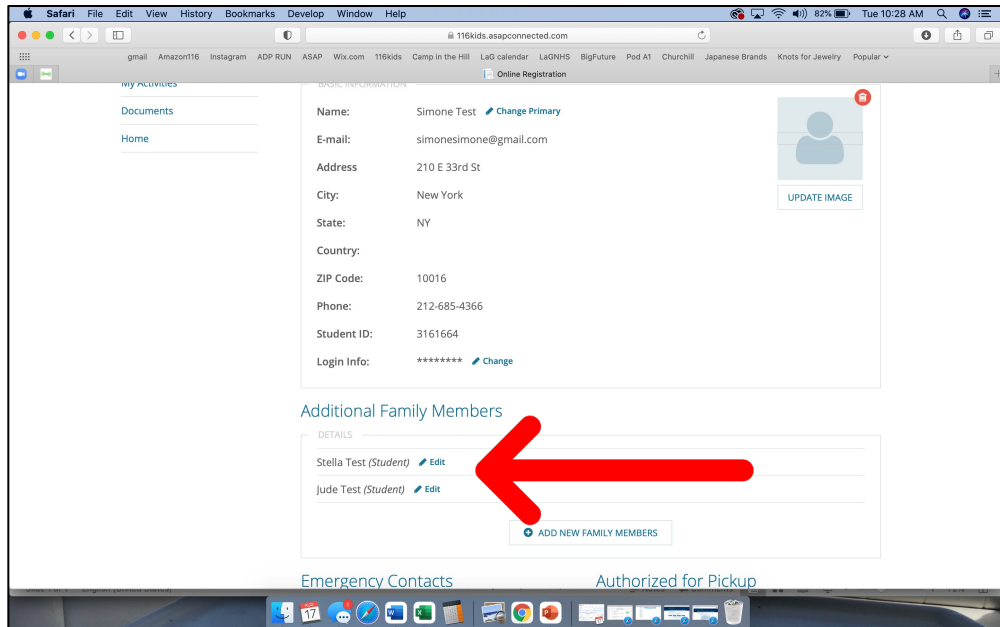 Safari File Edit View History Bookmarks Develop Window Help 82% Tue 10:28 AM
116kids.asapconnected.com
gmail Amazon116 Instagram ADP RUN ASAP Wix.com 116kids Camp in the Hill LaG calendar LaGNHS BigFuture Pod A1 Churchill Japanese Brands Knots for Jewelry Popular
Online Registration
My Activities
Documents
Home
BASIC INFORMATION
Name: Simone Test Change Primary
E-mail: simonesimone@gmail.com
Address 210 E 33rd St
City: New York
State: NY
Country:
ZIP Code: 10016
Phone: 212-685-4366
Student ID: 3161664
Login Info: ******** Change
UPDATE IMAGE
Additional Family Members
DETAILS
Stella Test (Student) Edit
Jude Test (Student) Edit
ADD NEW FAMILY MEMBERS
Emergency Contacts Authorized for Pickup
17